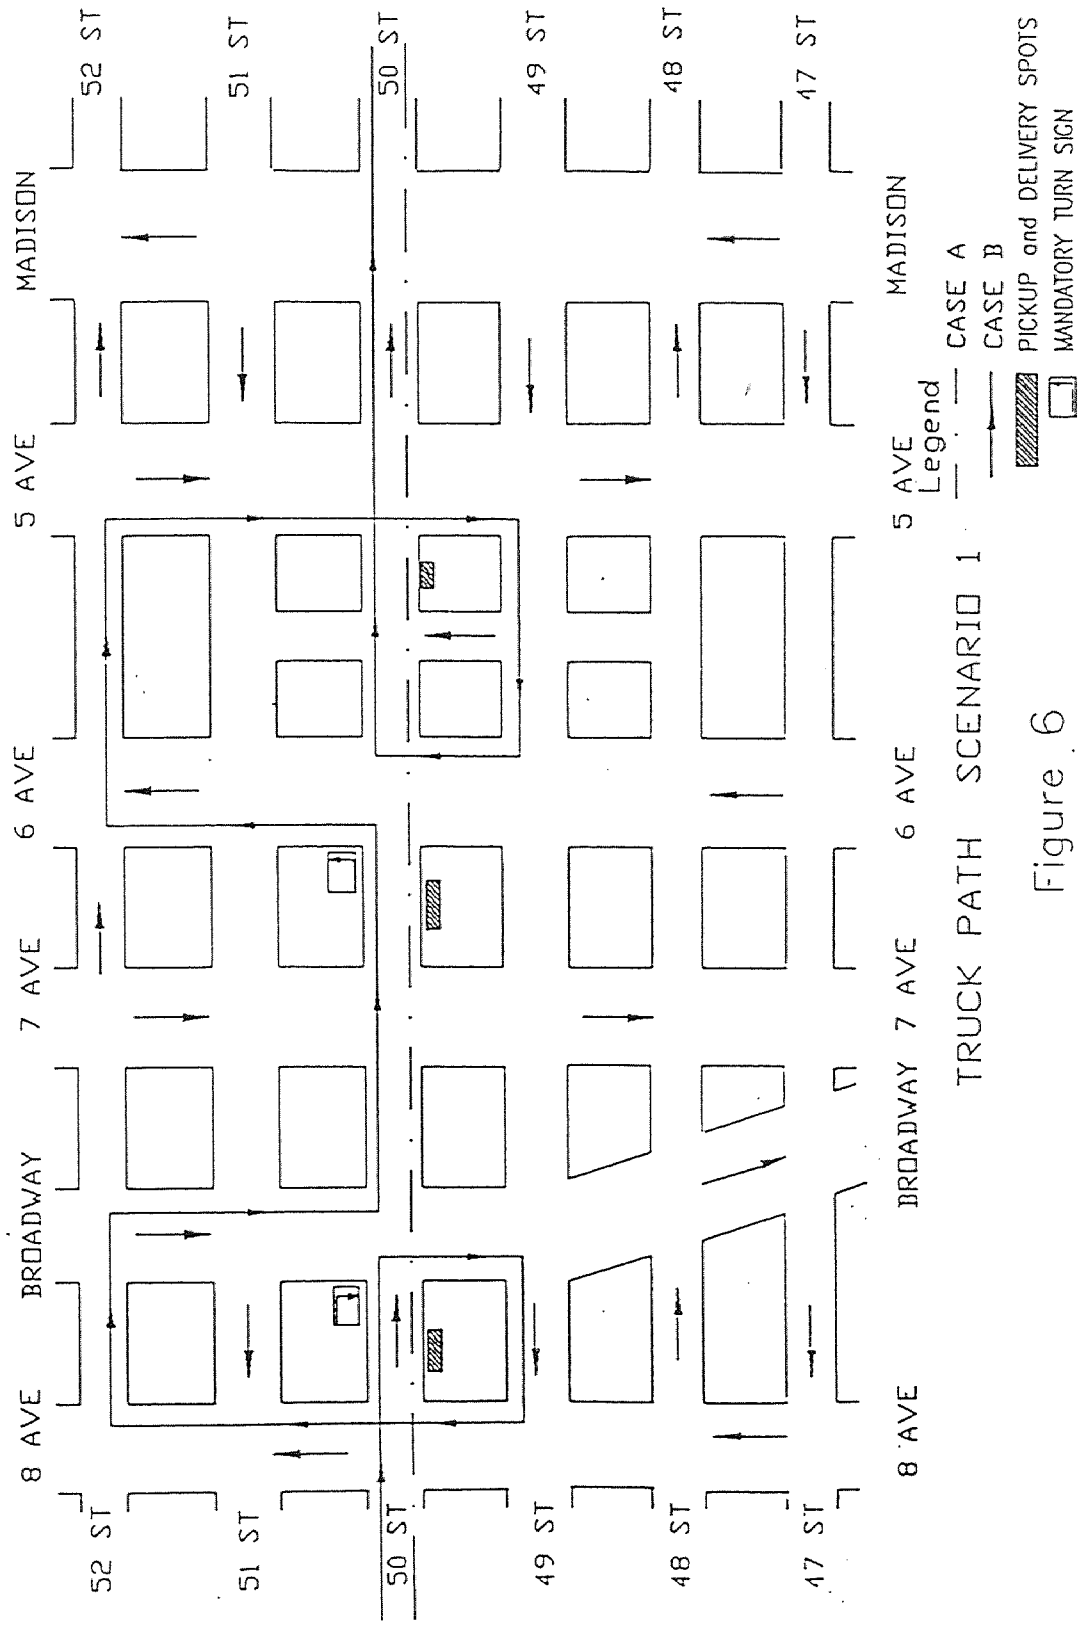 52 ST
51 ST
50 ST
49 ST
48 ST
47 ST
8 AVE
BROADWAY
7 AVE
6 AVE
5 AVE
MADISON
8 AVE
BROADWAY
7 AVE
6 AVE
5 AVE
MADISON
52 ST
51 ST
50 ST
49 ST
48 ST
47 ST
Legend
CASE A
CASE B
PICKUP and DELIVERY SPOTS
MANDATORY TURN SIGN
TRUCK PATH SCENARIO 1
Figure 6